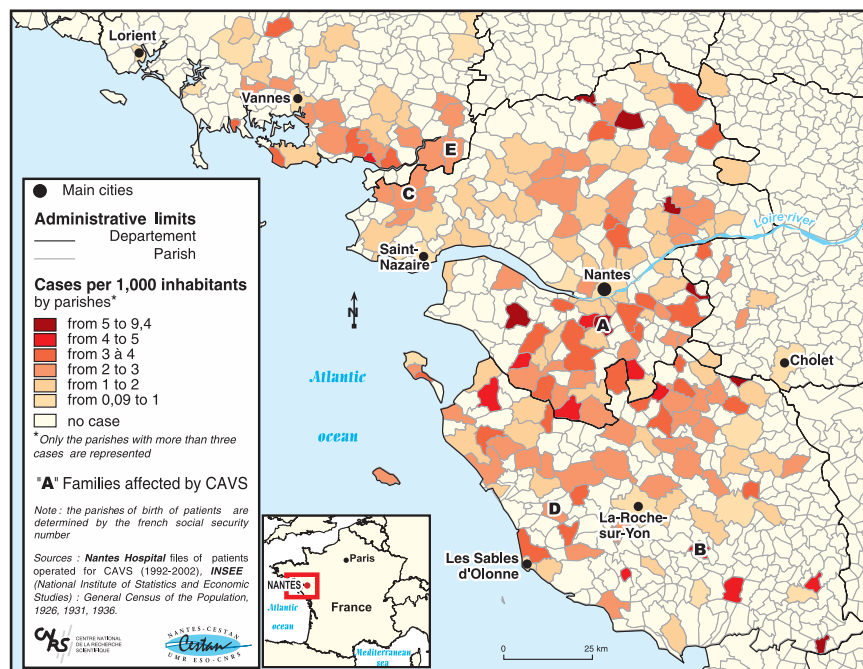 Lorient
Vannes
E
C
Saint-
Nazaire
Loire river
Nantes
A
Cholet
Atlantic
ocean
N
D
La-Roche-
sur-Yon
B
Les Sables
d'Olonne
0 25 km
Main cities
Administrative limits
Departement
Parish
Cases per 1,000 inhabitants
by parishes*
from 5 to 9,4
from 4 to 5
from 3 à 4
from 2 to 3
from 1 to 2
from 0,09 to 1
no case
*Only the parishes with more than three
cases are represented
"A" Families affected by CAVS
Note : the parishes of birth of patients are
determined by the french social security
number
Sources : Nantes Hospital files of patients
operated for CAVS (1992-2002), INSEE
(National Institute of Statistics and Economic
Studies) : General Census of the Population,
1926, 1931, 1936.
CNRS
CENTRE NATIONAL
DE LA RECHERCHE
SCIENTIFIQUE
NANTES-CESTAN
Cestan
UMR ESO-CNRS
Paris
NANTES
France
Atlantic
ocean
Mediterranean
sea